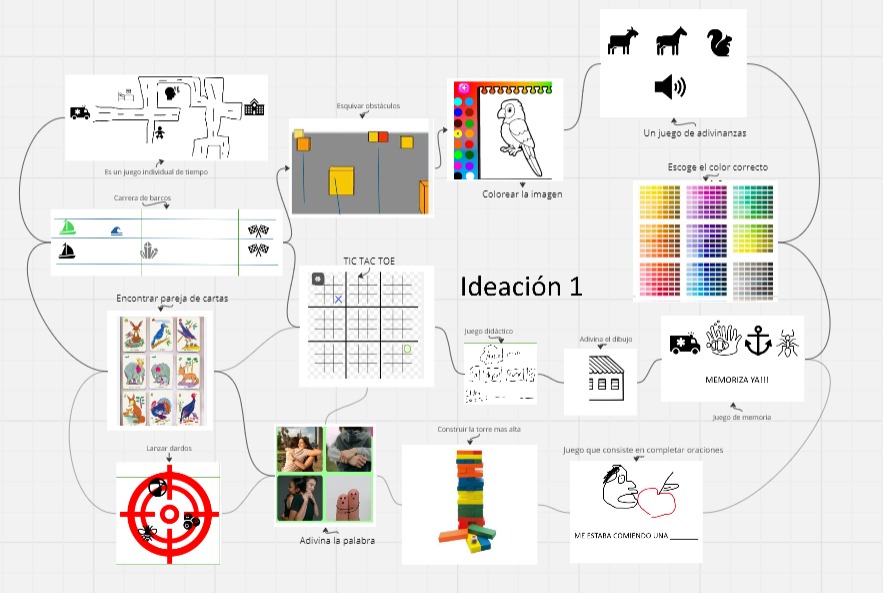 Esquivar obstáculos
Un juego de adivinanzas
Es un juego individual de tiempo
Escoge el color correcto
Carrera de barcos
Colorear la imagen
TIC TAC TOE
X
O
Ideación 1
Encontrar pareja de cartas
Juego didáctico
Adivina el dibujo
MEMORIZA YA!!!
Juego de memoria
Construir la torre mas alta
Lanzar dardos
Juego que consiste en completar oraciones
ME ESTABA COMIENDO UNA ______
Adivina la palabra